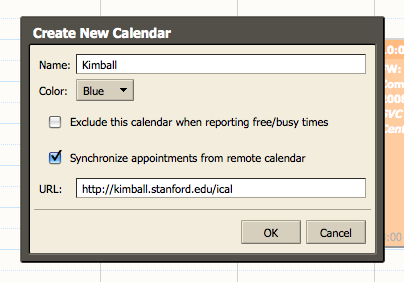 Create New Calendar
Name: Kimball
Color: Blue
Exclude this calendar when reporting free/busy times
Synchronize appointments from remote calendar
URL: http://kimball.stanford.edu/ical
OK Cancel